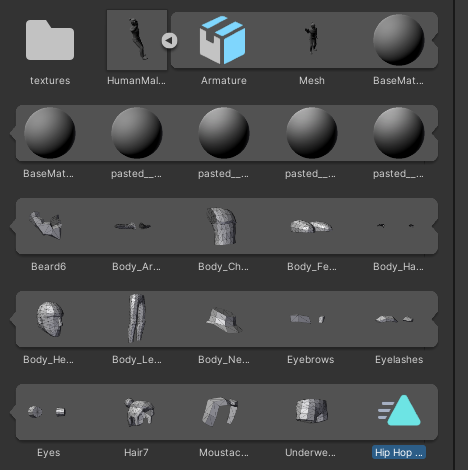 textures HumanMal... Armature Mesh BaseMat...
BaseMat... pasted__... pasted__... pasted__... pasted__...
Beard6 Body_Ar... Body_Ch... Body_Fe... Body_Ha...
Body_He... Body_Le... Body_Ne... Eyebrows Eyelashes
Eyes Hair7 Moustac... Underwe... Hip Hop ...